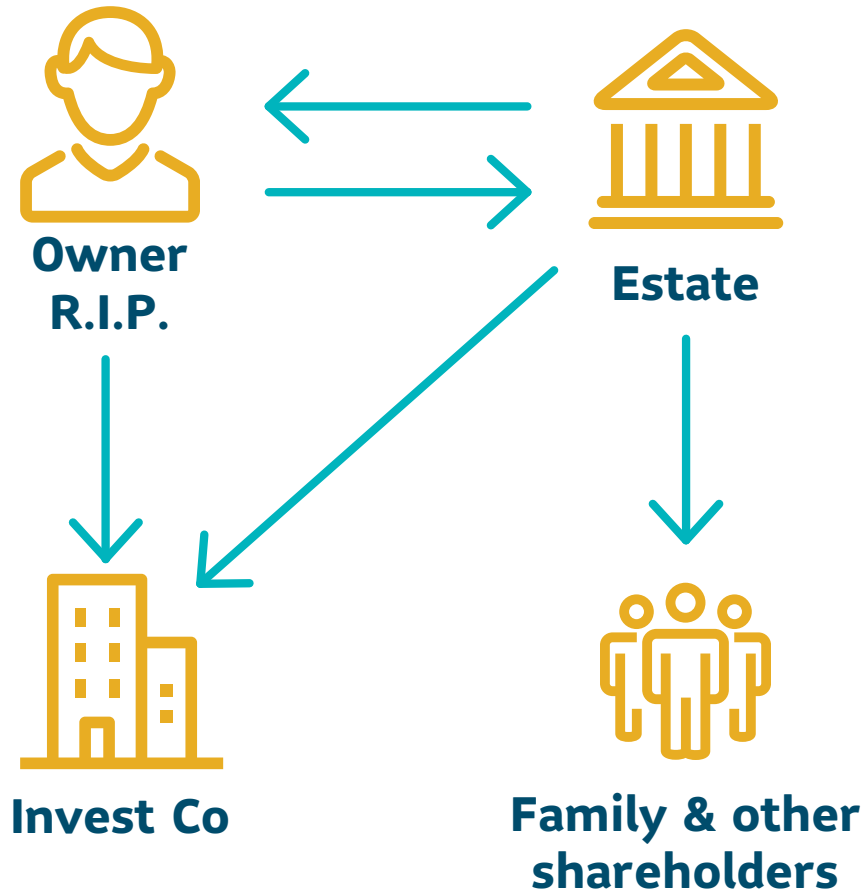 Owner
R.I.P.
Estate
Invest Co
Family & other
shareholders